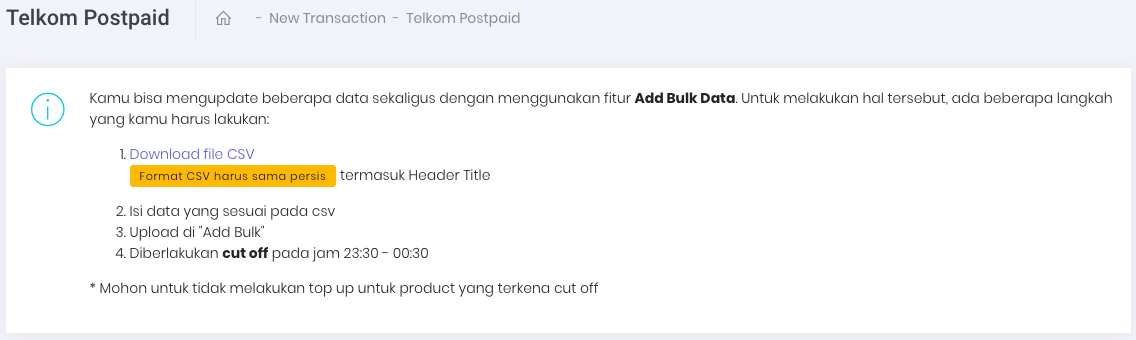 Telkom Postpaid
- New Transaction - Telkom Postpaid
Kamu bisa mengupdate beberapa data sekaligus dengan menggunakan fitur Add Bulk Data. Untuk melakukan hal tersebut, ada beberapa langkah
yang kamu harus lakukan:
1. Download file CSV
Format CSV harus sama persis termasuk Header Title
2. Isi data yang sesuai pada csv
3. Upload di "Add Bulk"
4. Diberlakukan cut off pada jam 23:30 - 00:30
* Mohon untuk tidak melakukan top up untuk product yang terkena cut off